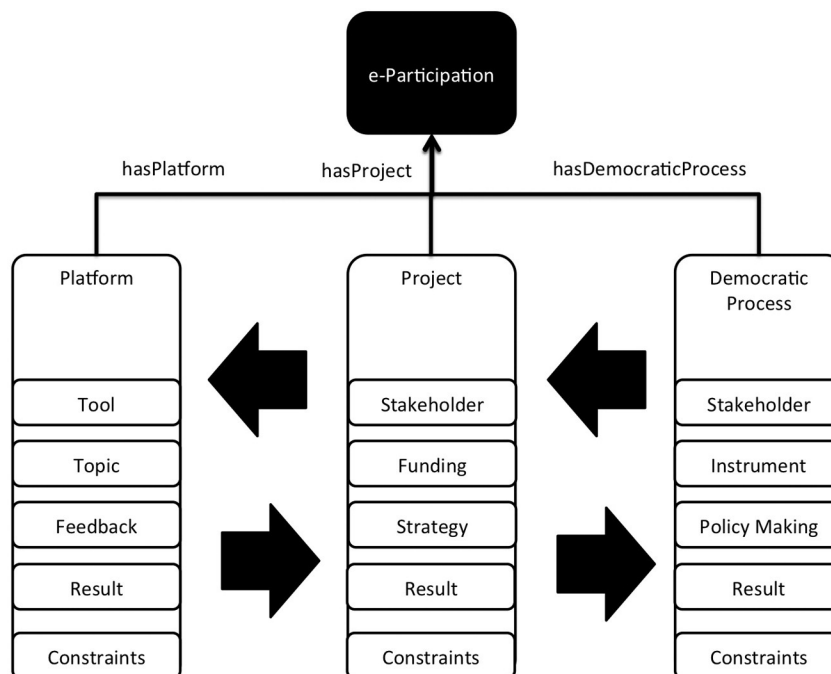 e-Participation
hasPlatform
hasProject
hasDemocraticProcess
Platform
Tool
Topic
Feedback
Result
Constraints
Project
Stakeholder
Funding
Strategy
Result
Constraints
Democratic
Process
Stakeholder
Instrument
Policy Making
Result
Constraints